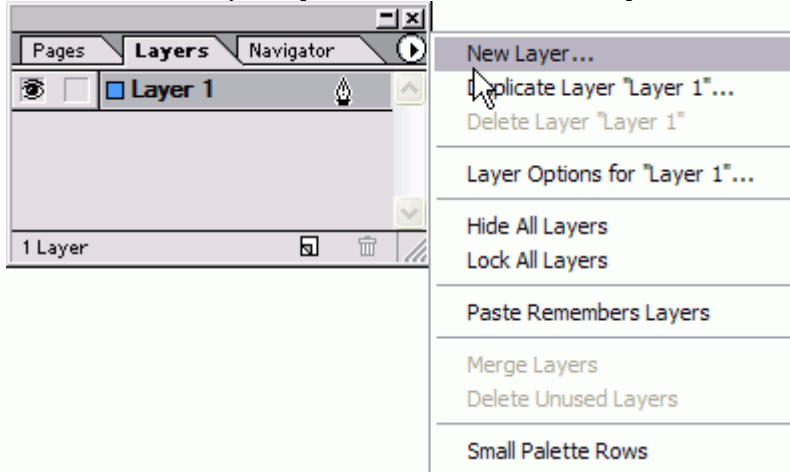 Pages Layers Navigator
Layer 1
1 Layer
New Layer...
Duplicate Layer "Layer 1"...
Delete Layer "Layer 1"
Layer Options for "Layer 1"...
Hide All Layers
Lock All Layers
Paste Remembers Layers
Merge Layers
Delete Unused Layers
Small Palette Rows